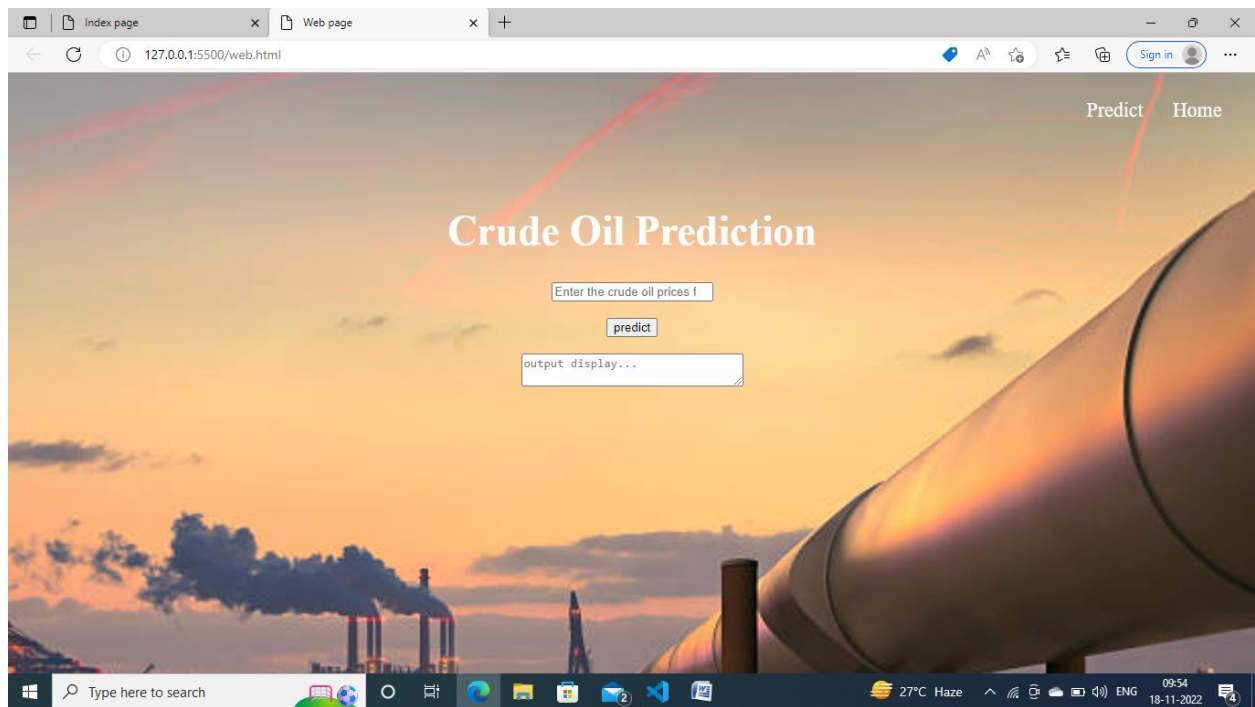 Index page
Web page
127.0.0.1:5500/web.html
Sign in
Predict Home
Crude Oil Prediction
Enter the crude oil prices f
predict
output display...
Type here to search
2
27°C Haze
ENG
09:54
18-11-2022
4